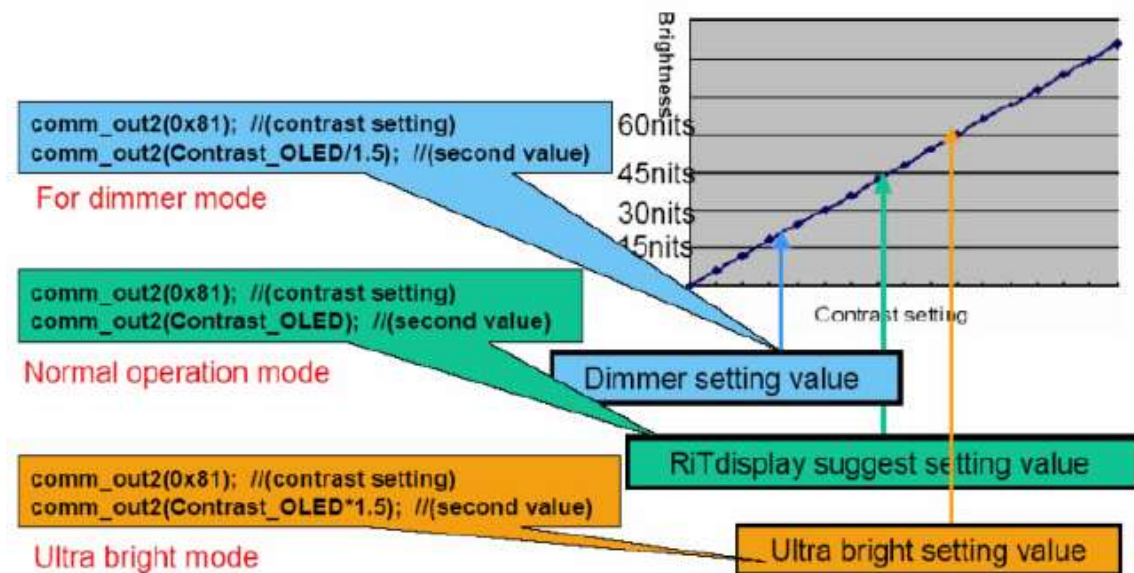 Brightness
60nits
45nits
30nits
15nits
Contrast setting
comm_out2(0x81); //(contrast setting)
comm_out2(Contrast_OLED/1.5); //(second value)
For dimmer mode
comm_out2(0x81); //(contrast setting)
comm_out2(Contrast_OLED); //(second value)
Normal operation mode
comm_out2(0x81); //(contrast setting)
comm_out2(Contrast_OLED*1.5); //(second value)
Ultra bright mode
Dimmer setting value
RiTdisplay suggest setting value
Ultra bright setting value